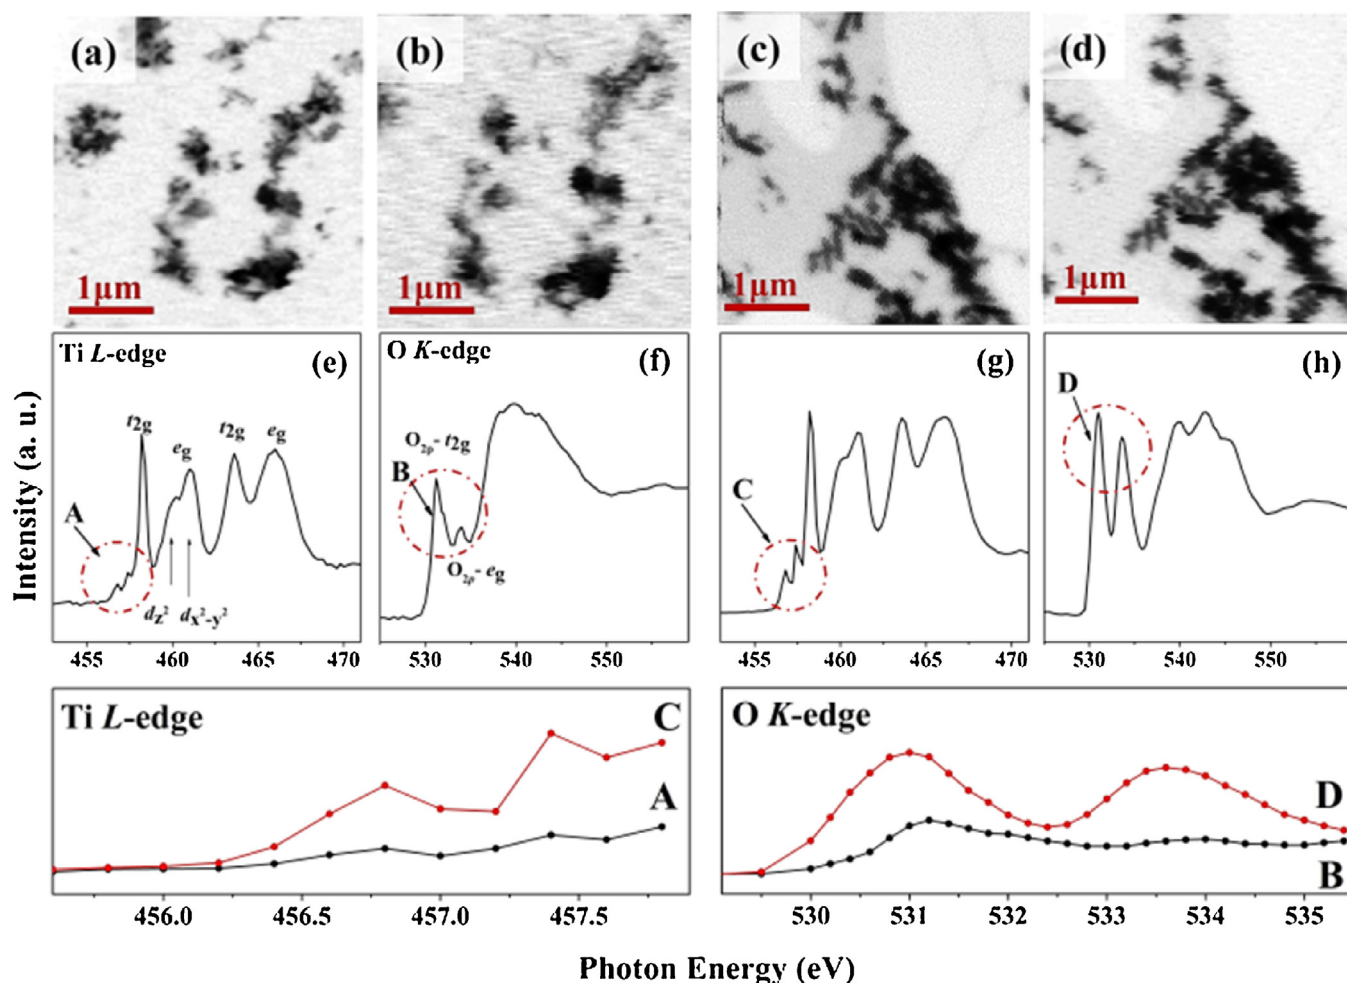 (a)
(b)
(c)
(d)
1μm
1μm
1μm
1μm
Intensity (a. u.)
Ti L-edge
(e)
t2g
eg
t2g
eg
A
dz²
dx²-y²
455 460 465 470
O K-edge
(f)
O2p- t2g
B
O2p- eg
530 540 550
(g)
C
455 460 465 470
(h)
D
530 540 550
Ti L-edge
C
A
456.0 456.5 457.0 457.5
O K-edge
D
B
530 531 532 533 534 535
Photon Energy (eV)